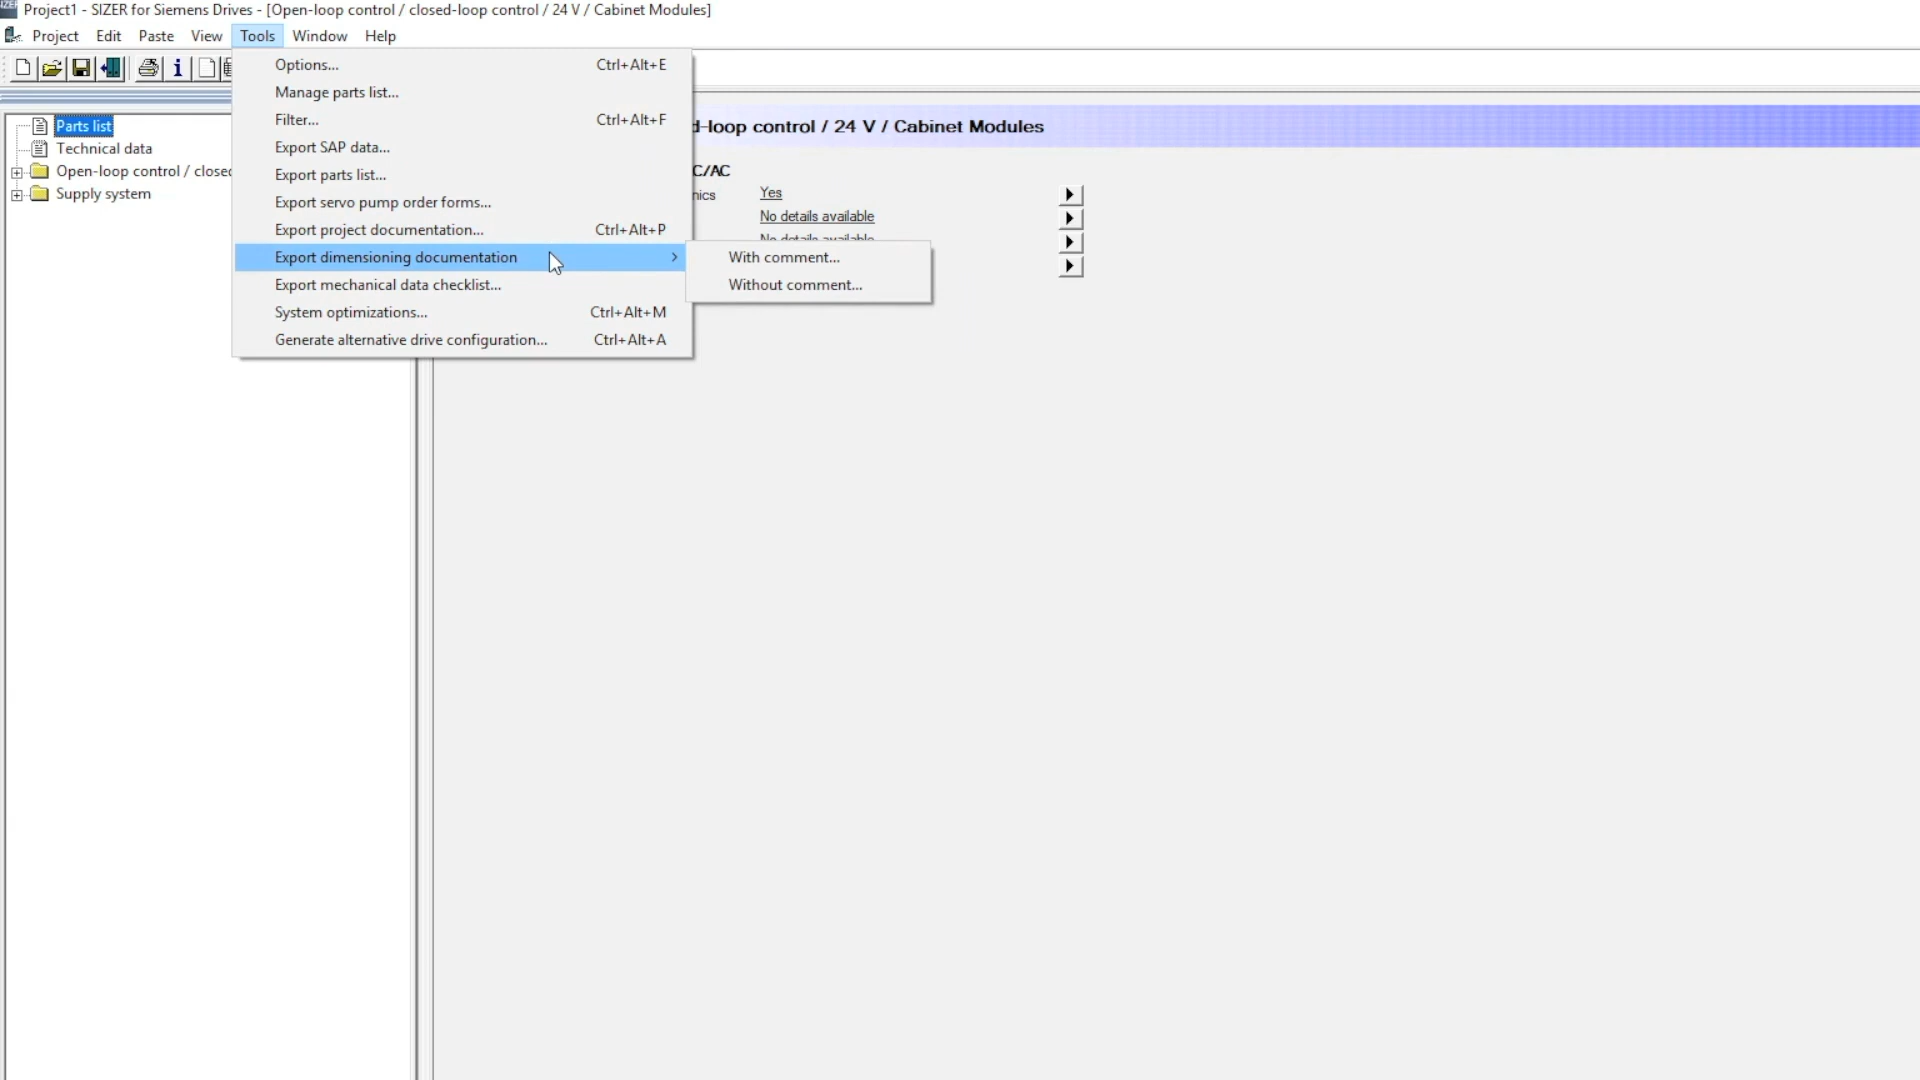 Project1 - SIZER for Siemens Drives - [Open-loop control / closed-loop control / 24 V / Cabinet Modules]
Project Edit Paste View Tools Window Help
Options... Ctrl+Alt+E
Manage parts list...
Filter... Ctrl+Alt+F
Export SAP data...
Export parts list...
Export servo pump order forms...
Export project documentation... Ctrl+Alt+P
Export dimensioning documentation
Export mechanical data checklist...
System optimizations... Ctrl+Alt+M
Generate alternative drive configuration... Ctrl+Alt+A
With comment...
Without comment...
Parts list
Technical data
Open-loop control / close
Supply system
d-loop control / 24 V / Cabinet Modules
C/AC
nics Yes
No details available
No details available